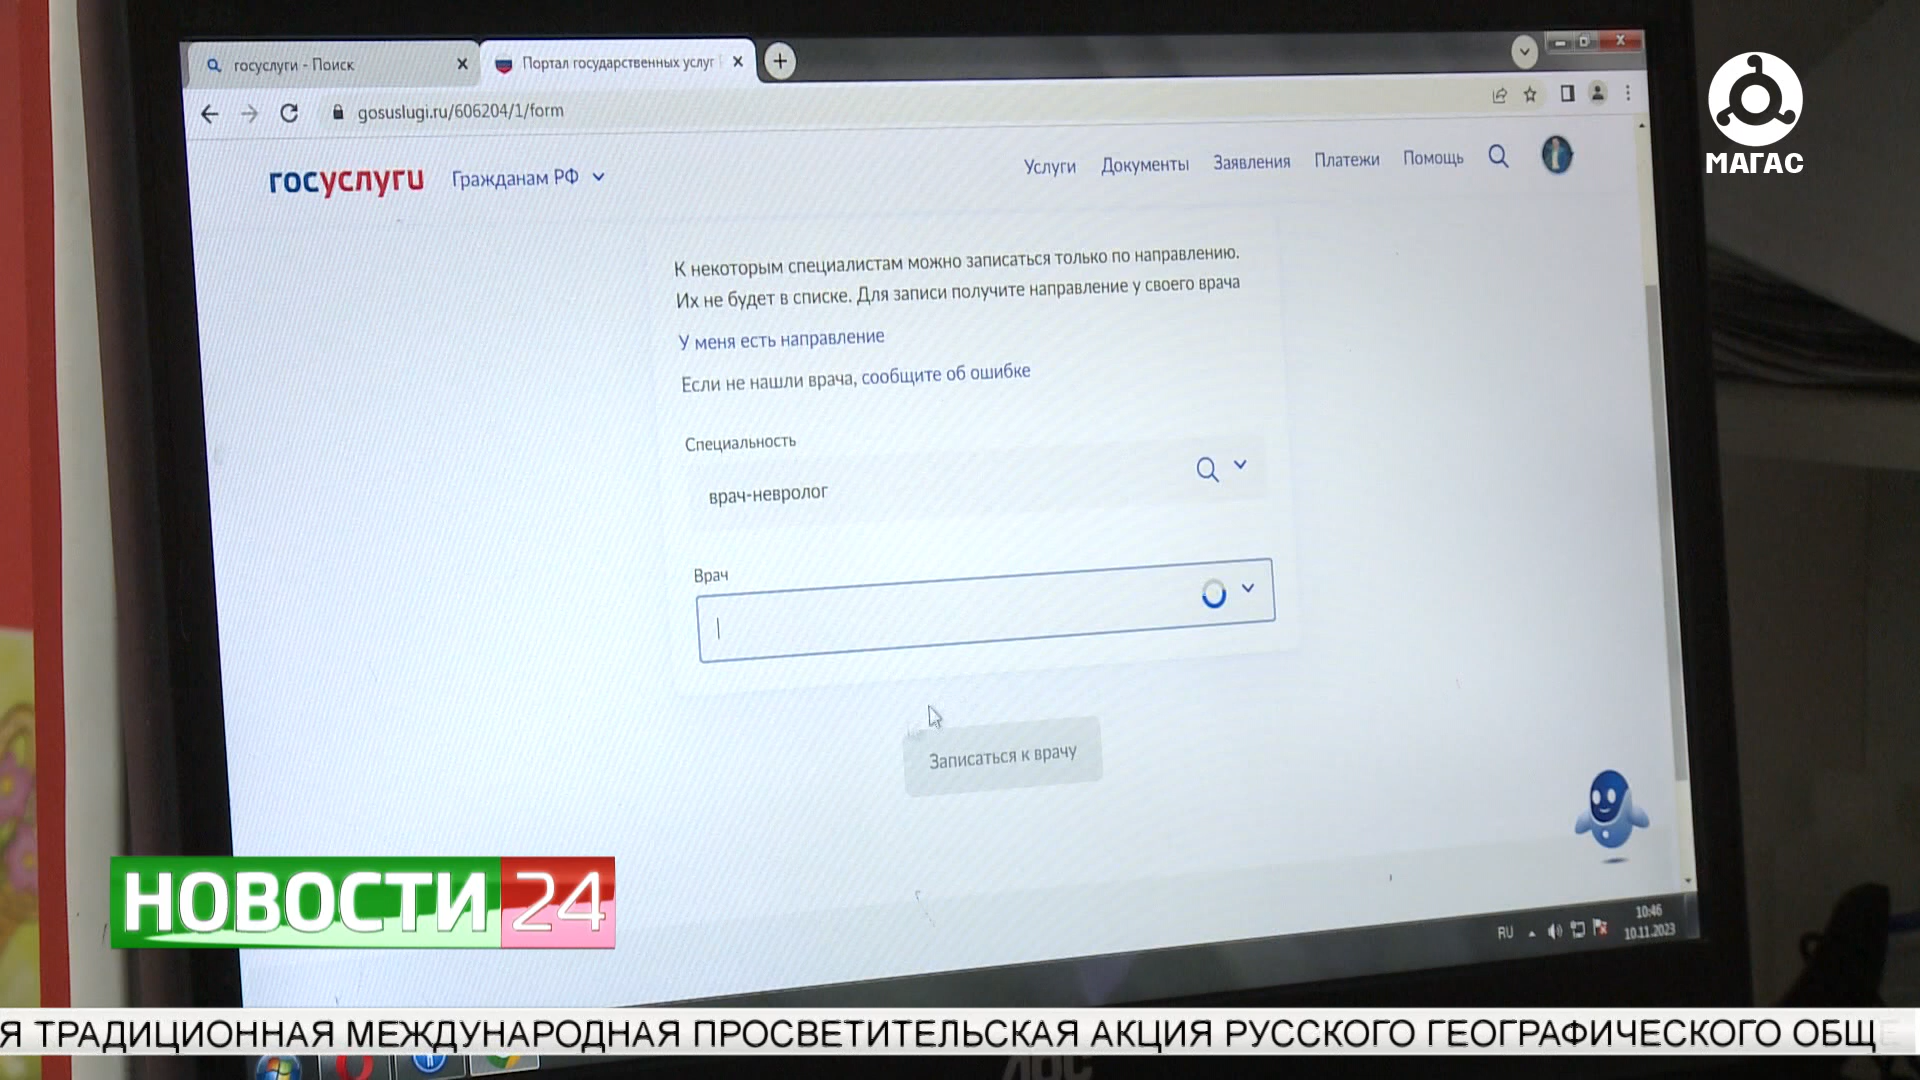 госуслуги - Поиск
Портал государственных услуг
gosuslugi.ru/606204/1/form
МАГАС
госуслуги
Гражданам РФ
Услуги
Документы
Заявления
Платежи
Помощь
К некоторым специалистам можно записаться только по направлению.
Их не будет в списке. Для записи получите направление у своего врача
У меня есть направление
Если не нашли врача, сообщите об ошибке
Специальность
врач-невролог
Врач
Записаться к врачу
НОВОСТИ 24
RU
10:46
10.11.2023
Я ТРАДИЦИОННАЯ МЕЖДУНАРОДНАЯ ПРОСВЕТИТЕЛЬСКАЯ АКЦИЯ РУССКОГО ГЕОГРАФИЧЕСКОГО ОБЩЕ
AOC